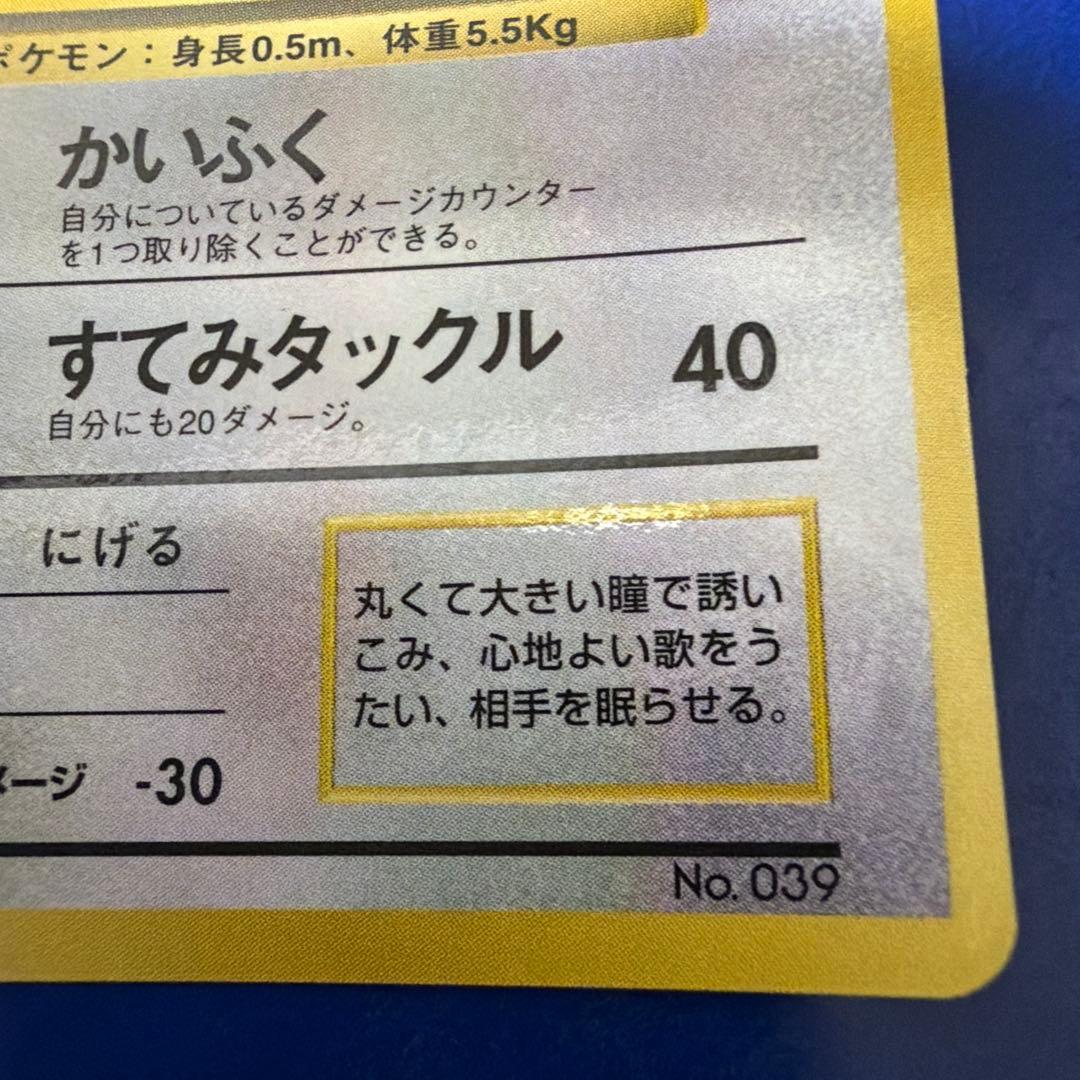 ポケモン：身長0.5m、体重5.5Kg
かいふく
自分についているダメージカウンター
を1つ取り除くことができる。
すてみタックル 40
自分にも20ダメージ。
にげる
丸くて大きい瞳で誘い
こみ、心地よい歌をう
たい、相手を眠らせる。
メージ -30
No. 039